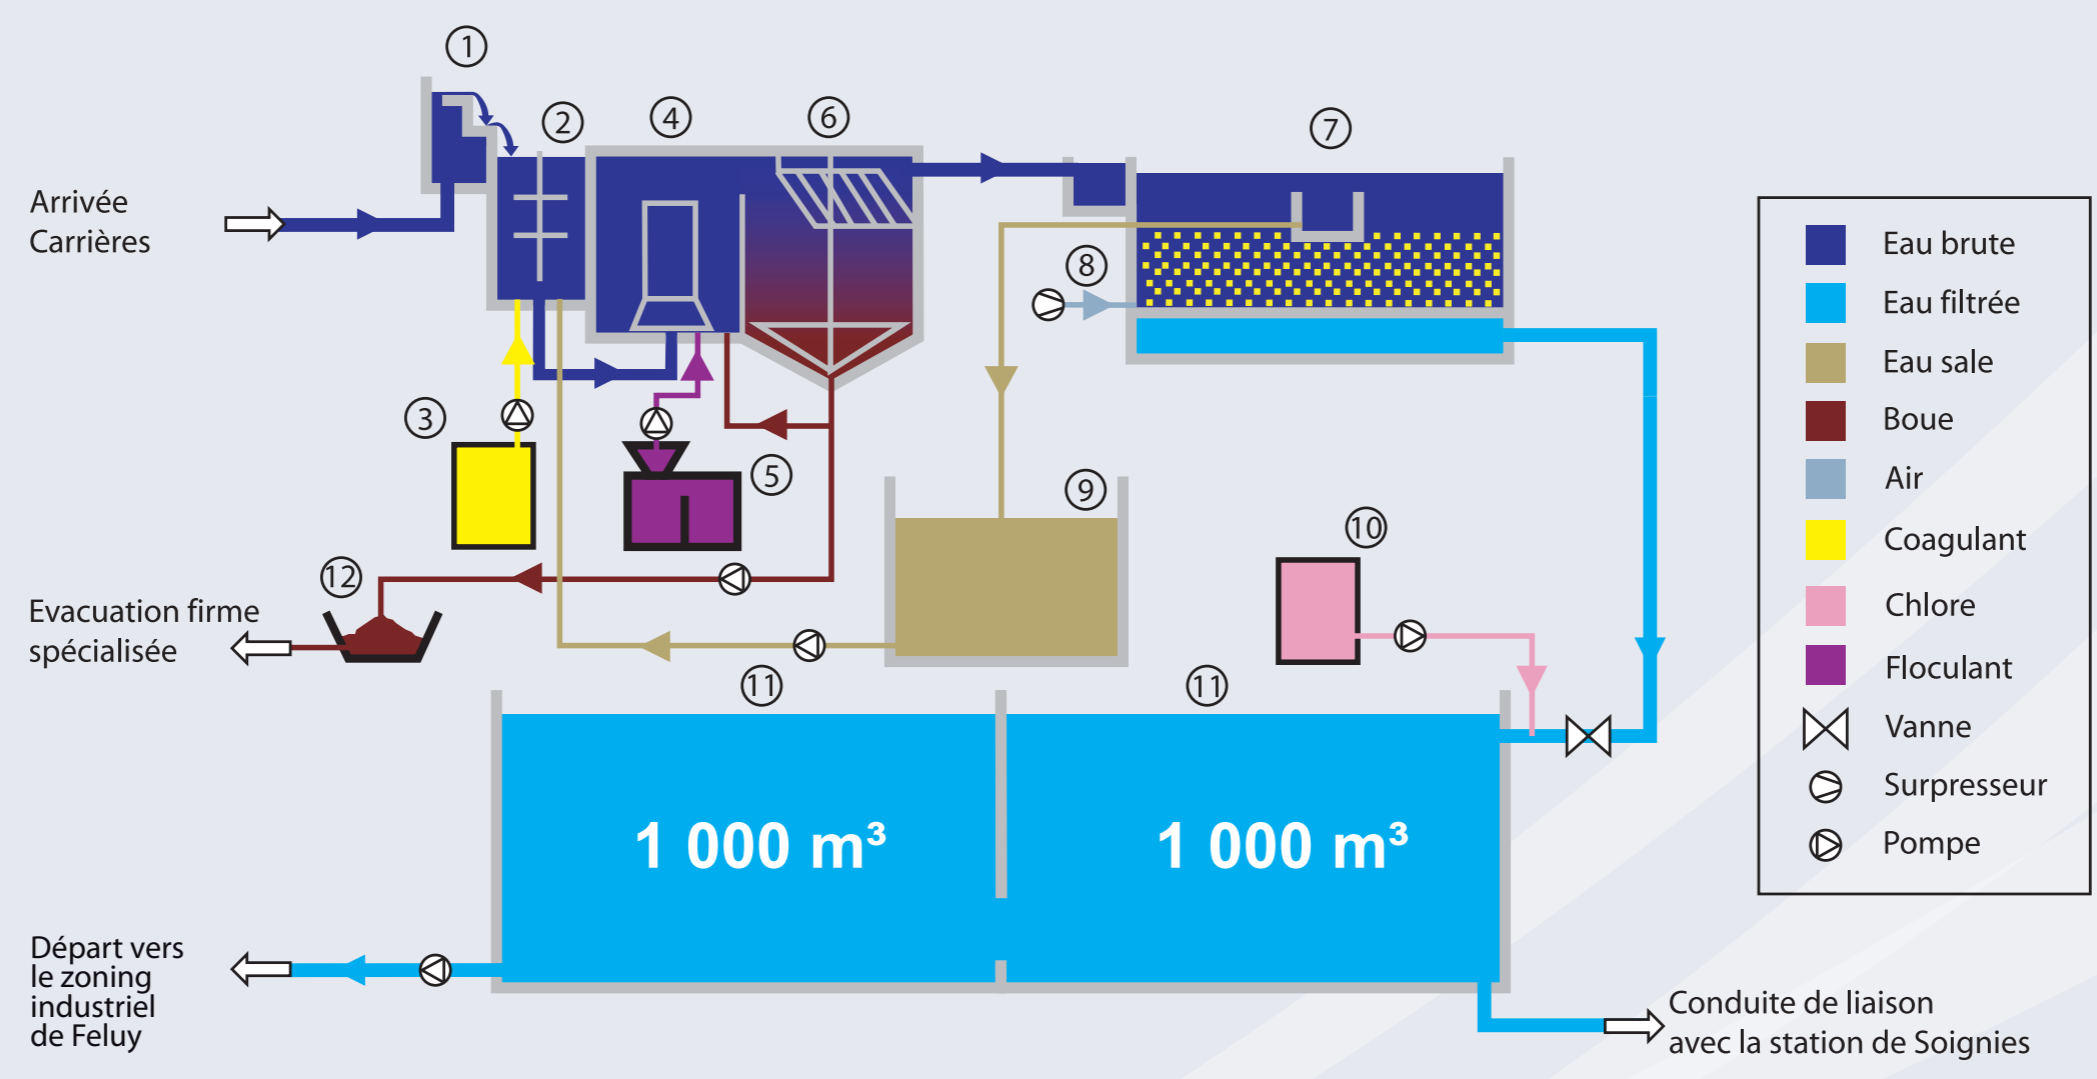 1
2
4
6
7
Arrivée
Carrières
8
3
5
9
10
12
Evacuation firme
spécialisée
11
11
1 000 m³
1 000 m³
Départ vers
le zoning
industriel
de Feluy
Conduite de liaison
avec la station de Soignies
Eau brute
Eau filtrée
Eau sale
Boue
Air
Coagulant
Chlore
Floculant
Vanne
Surpresseur
Pompe